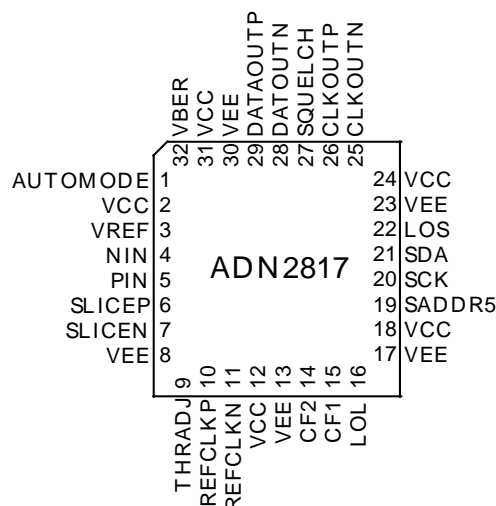 32 VBER
31 VCC
30 VEE
29 DATAOUTP
28 DATOUTN
27 SQUELCH
26 CLKOUTP
25 CLKOUTN
AUTOMODE 1
VCC 2
VREF 3
NIN 4
PIN 5
SLICEP 6
SLICEN 7
VEE 8
ADN2817
24 VCC
23 VEE
22 LOS
21 SDA
20 SCK
19 SADDR5
18 VCC
17 VEE
THRADJ 9
REFCLKP 10
REFCLKN 11
VCC 12
VEE 13
CF2 14
CF1 15
LOL 16